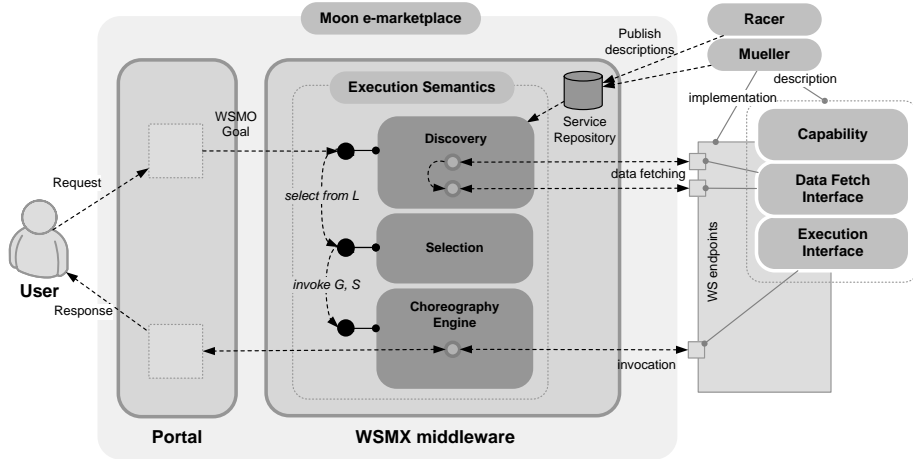 Moon e-marketplace
Racer
Mueller
Publish
descriptions
description
implementation
Execution Semantics
Service
Repository
WSMO
Goal
Discovery
Capability
data fetching
Data Fetch
Interface
Request
select from L
Selection
Execution
Interface
WS endpoints
User
invoke G, S
Response
Choreography
Engine
invocation
Portal
WSMX middleware